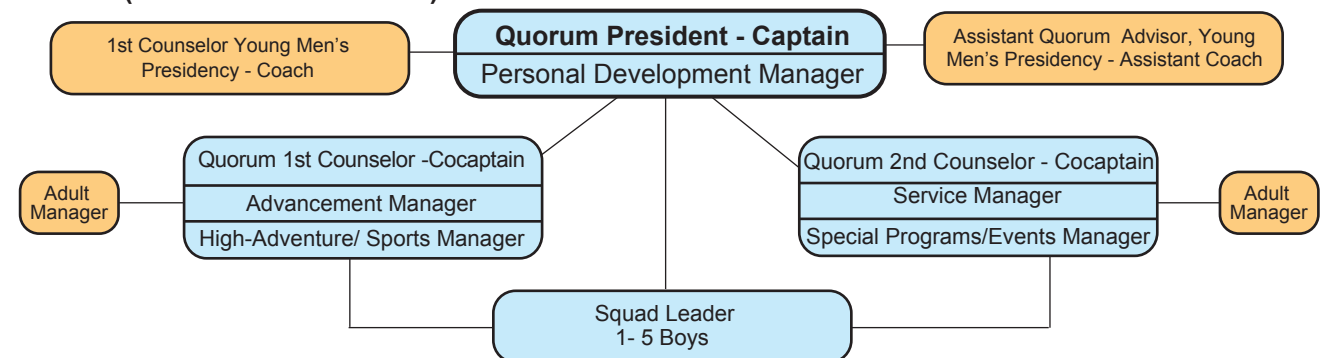 1st Counselor Young Men's
Presidency - Coach
Quorum President - Captain
Personal Development Manager
Assistant Quorum Advisor, Young
Men's Presidency - Assistant Coach
Adult
Manager
Quorum 1st Counselor -Cocaptain
Advancement Manager
High-Adventure/ Sports Manager
Quorum 2nd Counselor - Cocaptain
Service Manager
Special Programs/Events Manager
Adult
Manager
Squad Leader
1- 5 Boys